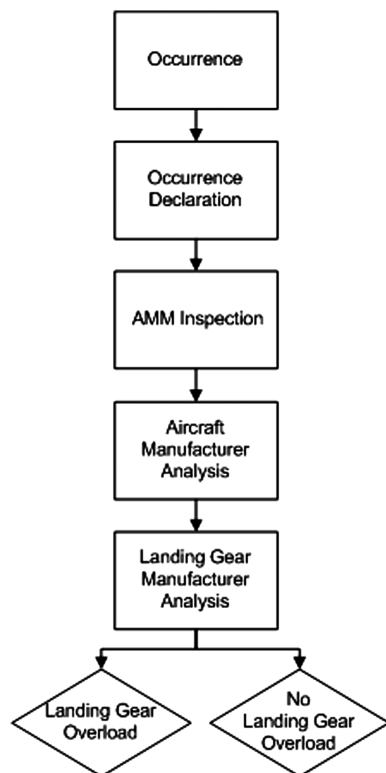 Occurrence
Occurrence
Declaration
AMM Inspection
Aircraft
Manufacturer
Analysis
Landing Gear
Manufacturer
Analysis
Landing Gear
Overload
No
Landing Gear
Overload